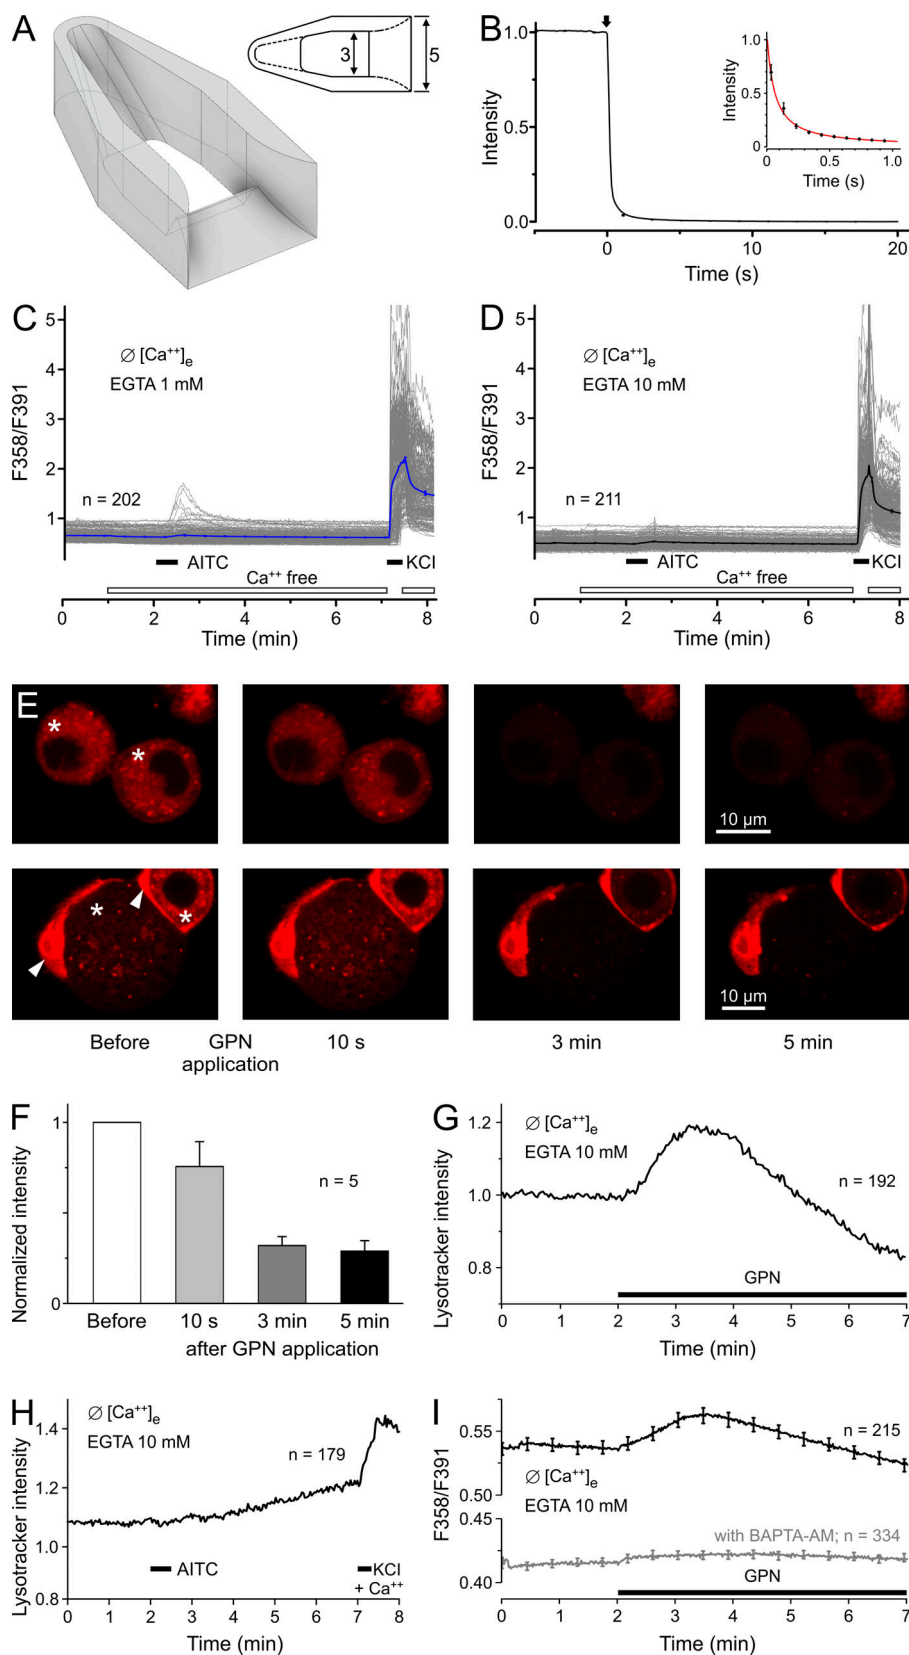 A
3
5
B
1.0
0.5
0.0
Intensity
0
10
20
Time (s)
1.0
0.5
0
Intensity
0
0.5
1.0
Time (s)
C
5
4
3
2
1
F358/F391
∅ [Ca⁺⁺]ₑ
EGTA 1 mM
n = 202
AITC
KCl
Ca⁺⁺ free
0 2 4 6 8
Time (min)
D
5
4
3
2
1
F358/F391
∅ [Ca⁺⁺]ₑ
EGTA 10 mM
n = 211
AITC
KCl
Ca⁺⁺ free
0 2 4 6 8
Time (min)
E
*
*
10 µm
*
*
10 µm
Before
GPN
application
10 s
3 min
5 min
F
1
0.5
0
Normalized intensity
n = 5
Before
10 s
3 min
5 min
after GPN application
G
1.2
1.0
0.8
Lysotracker intensity
∅ [Ca⁺⁺]ₑ
EGTA 10 mM
n = 192
GPN
0 1 2 3 4 5 6 7
Time (min)
H
1.4
1.2
1.0
0.8
Lysotracker intensity
∅ [Ca⁺⁺]ₑ
EGTA 10 mM
n = 179
AITC
KCl
+ Ca⁺⁺
0 1 2 3 4 5 6 7 8
Time (min)
I
0.55
0.50
0.45
0.40
F358/F391
n = 215
∅ [Ca⁺⁺]ₑ
EGTA 10 mM
with BAPTA-AM; n = 334
GPN
0 1 2 3 4 5 6 7
Time (min)